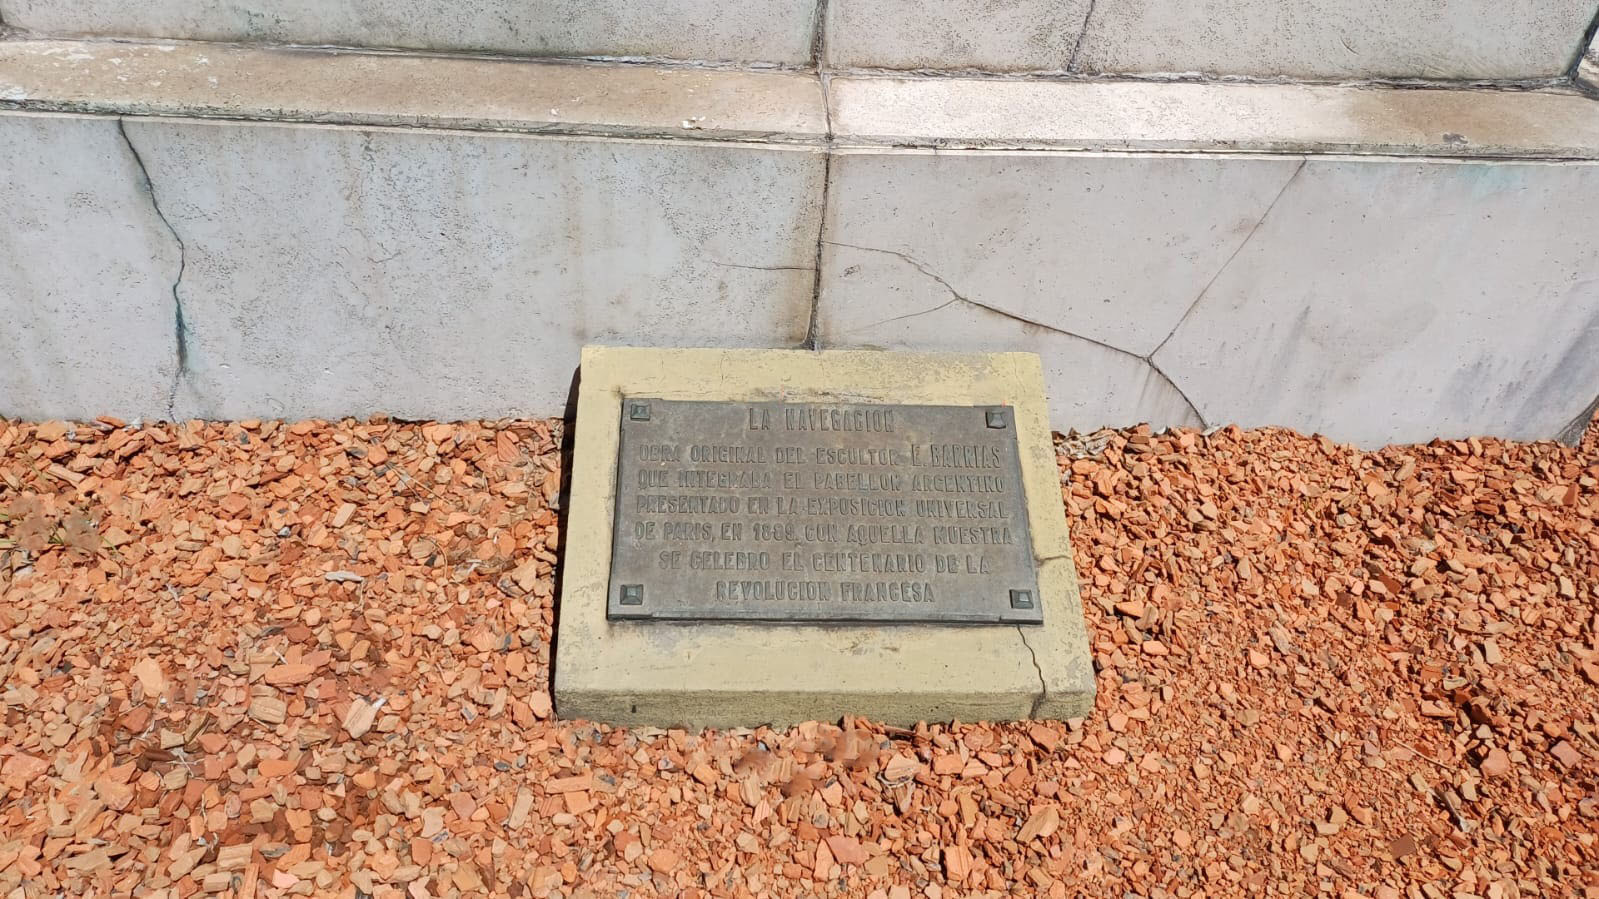 LA NAVEGACION
OBRA ORIGINAL DEL ESCULTOR E. BARRIAS
QUE INTEGRABA EL PABELLON ARGENTINO
PRESENTADO EN LA EXPOSICION UNIVERSAL
DE PARIS, EN 1889. CON AQUELLA MUESTRA
SE CELEBRO EL CENTENARIO DE LA
REVOLUCION FRANCESA